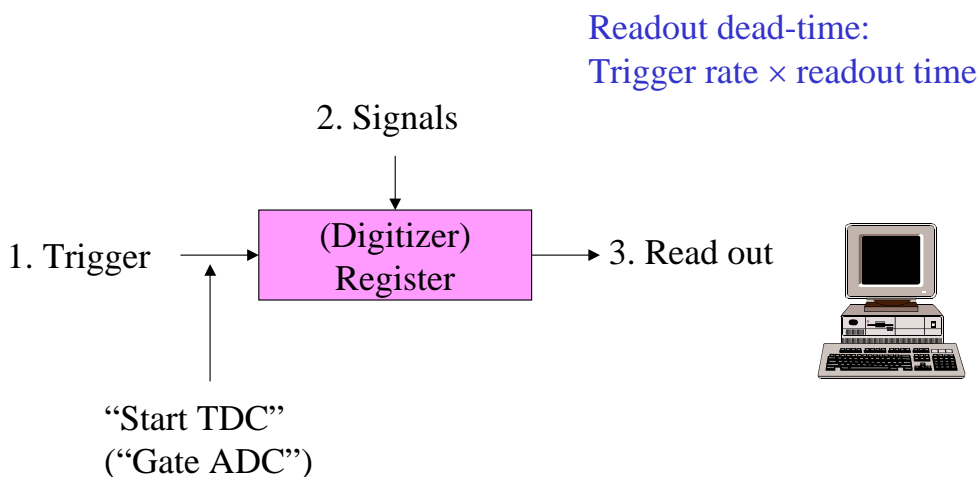 Readout dead-time:
Trigger rate × readout time
2. Signals
1. Trigger
(Digitizer)
Register
3. Read out
“Start TDC”
(“Gate ADC”)